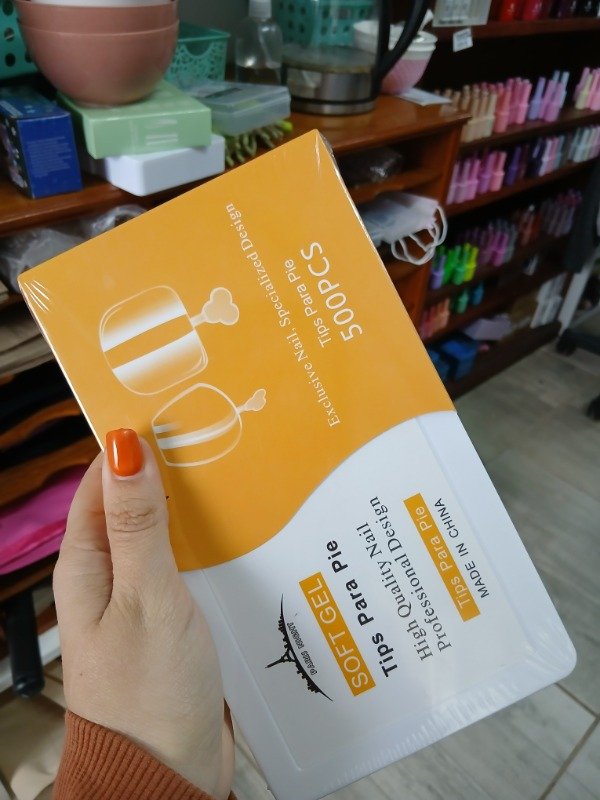 Exclusive Nail, Specialized Design
Tips Para Pie
500PCS
SOFT GEL
Tips Para Pie
High Quality Nail
Professional Design
Tips Para Pie
MADE IN CHINA